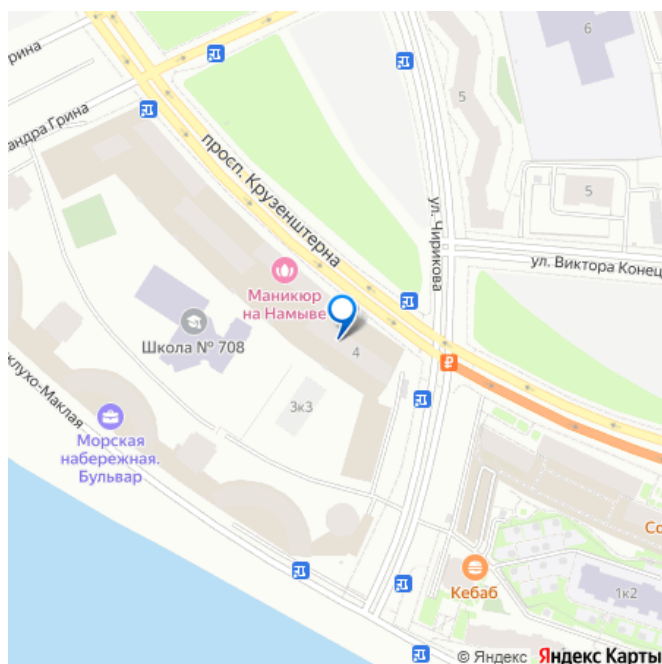 рина
6
андра Грина
5
просп. Крузенштерна
ул. Чирикова
5
ул. Виктора Конец
Маникюр
на Намыве
Школа № 708
4
3к3
клухо-Маклая
Морская
набережная.
Бульвар
Со
Кебаб
1к2
© Яндекс Яндекс Карты